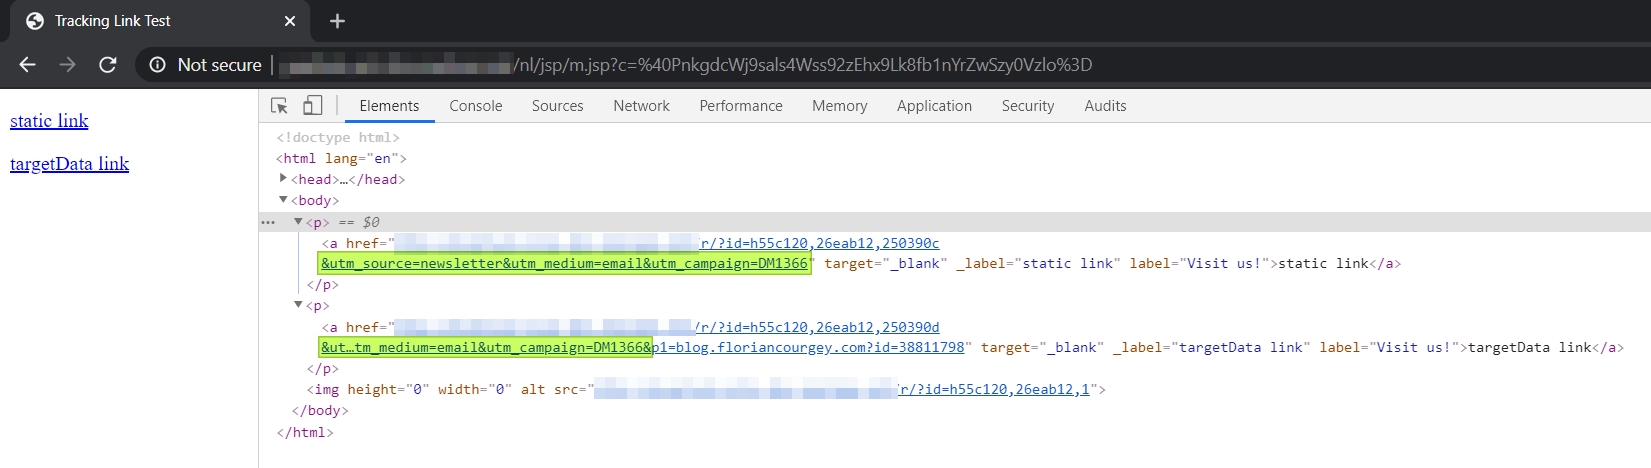 Tracking Link Test
Not secure /nl/jsp/m.jsp?c=%40PnkgdcWj9sals4Wss92zEhx9Lk8fb1nYrZwSzy0Vzlo%3D
static link
targetData link
Elements Console Sources Network Performance Memory Application Security Audits
<!doctype html>
<html lang="en">
<head>…</head>
<body>
… <p> == $0
<a href=" /r/?id=h55c120,26eab12,250390c
&utm_source=newsletter&utm_medium=email&utm_campaign=DM1366" target="_blank" _label="static link" label="Visit us!">static link</a>
</p>
<p>
<a href=" /r/?id=h55c120,26eab12,250390d
&ut…tm_medium=email&utm_campaign=DM1366&p1=blog.floriancourgey.com?id=38811798" target="_blank" _label="targetData link" label="Visit us!">targetData link</a>
</p>
<img height="0" width="0" alt src=" /r/?id=h55c120,26eab12,1">
</body>
</html>